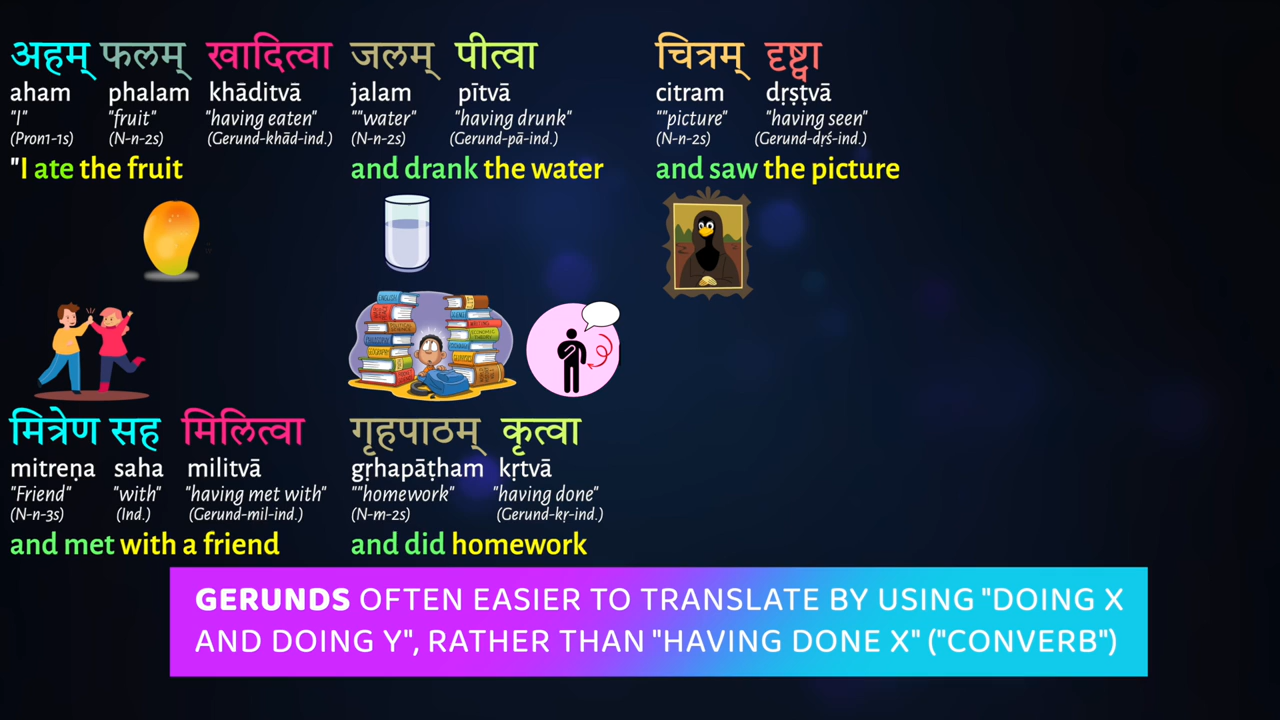 अहम् फलम् खादित्वा जलम् पीत्वा चित्रम् दृष्ट्वा
aham phalam khāditvā jalam pītvā citram dṛṣṭvā
"I" "fruit" "having eaten" ""water" "having drunk" ""picture" "having seen"
(Pron1-1s) (N-n-2s) (Gerund-khād-ind.) (N-n-2s) (Gerund-pā-ind.) (N-n-2s) (Gerund-dṛś-ind.)
"I ate the fruit and drank the water and saw the picture
मित्रेण सह मिलित्वा गृहपाठम् कृत्वा
mitreṇa saha militvā gṛhapāṭham kṛtvā
"Friend" "with" "having met with" ""homework" "having done"
(N-n-3s) (Ind.) (Gerund-mil-ind.) (N-m-2s) (Gerund-kṛ-ind.)
and met with a friend and did homework
GERUNDS OFTEN EASIER TO TRANSLATE BY USING "DOING X
AND DOING Y", RATHER THAN "HAVING DONE X" ("CONVERB")